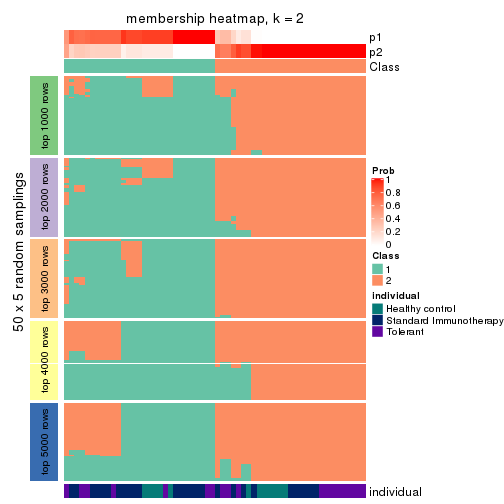 membership heatmap, k = 2
p1
p2
Class
50 x 5 random samplings
top 1000 rows
top 2000 rows
top 3000 rows
top 4000 rows
top 5000 rows
individual
Prob
1
0.8
0.6
0.4
0.2
0
Class
1
2
individual
Healthy control
Standard Immunotherapy
Tolerant